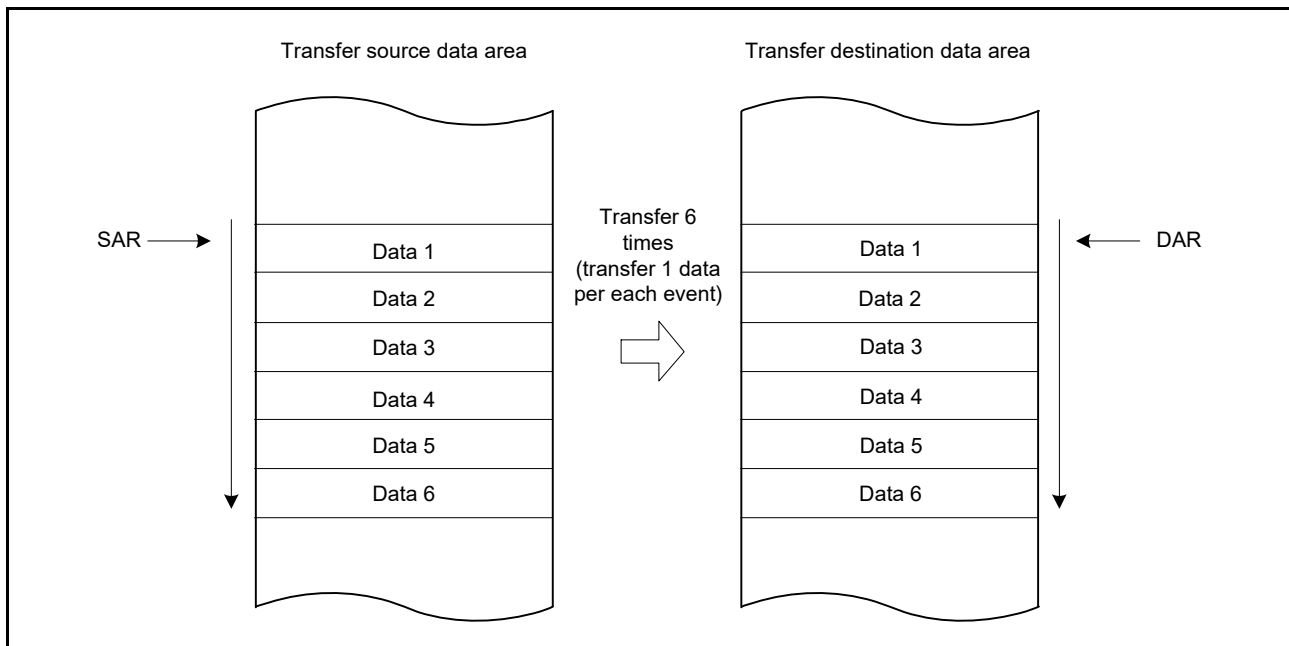 Transfer source data area
Transfer destination data area
SAR
Data 1
Data 2
Data 3
Data 4
Data 5
Data 6
Transfer 6
times
(transfer 1 data
per each event)
Data 1
Data 2
Data 3
Data 4
Data 5
Data 6
DAR